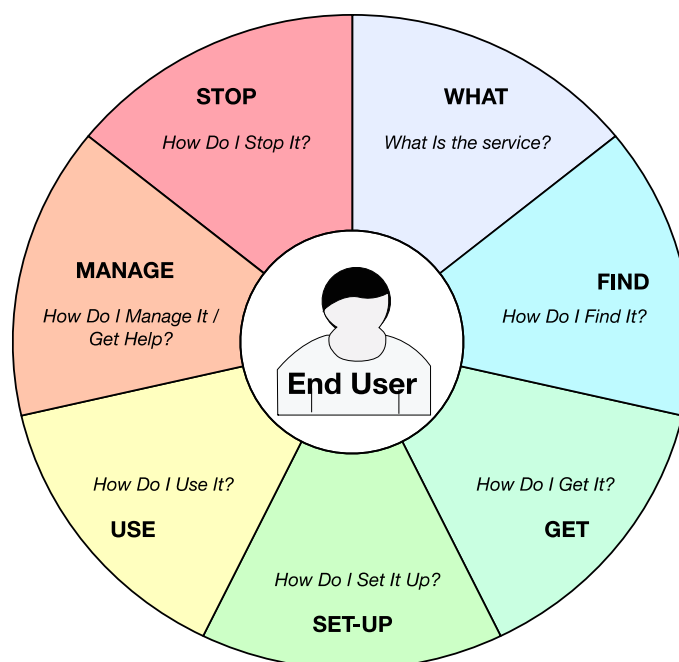 STOP
How Do I Stop It?
WHAT
What Is the service?
FIND
How Do I Find It?
How Do I Get It?
GET
How Do I Set It Up?
SET-UP
How Do I Use It?
USE
MANAGE
How Do I Manage It /
Get Help?
End User